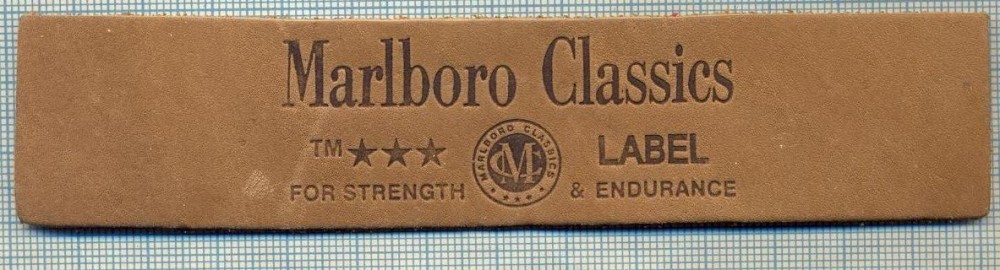 Marlboro Classics
TM ★★★ MARLBORO CLASSICS MC LABEL
FOR STRENGTH & ENDURANCE